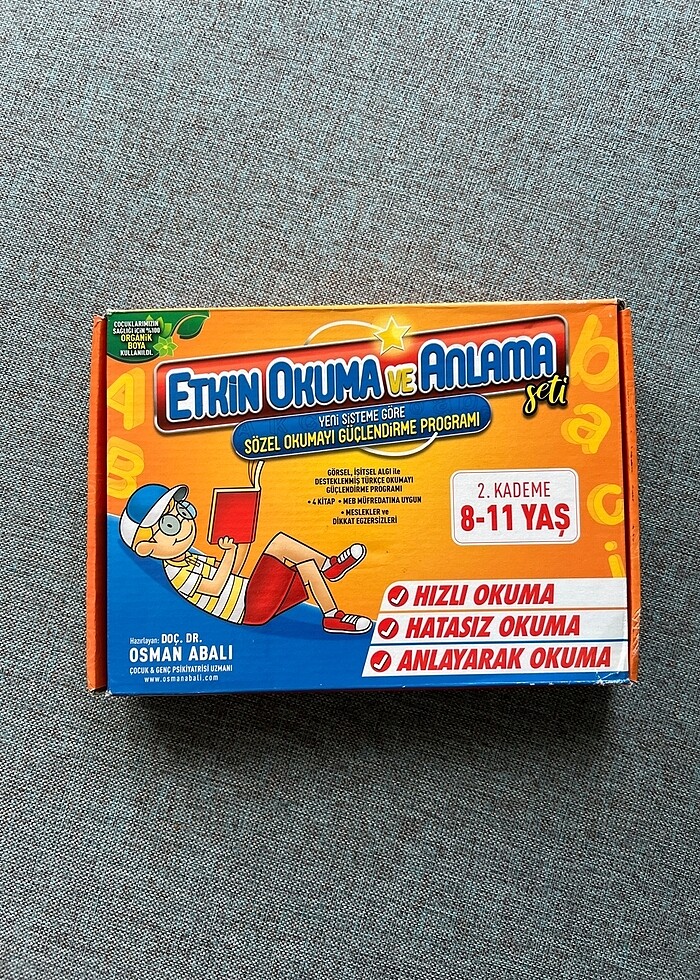 ÇOCUKLARIMIZIN
SAĞLIĞI İÇİN %100
ORGANİK
BOYA
KULLANILDI.
ETKİN OKUMA VE ANLAMA
seti
YENİ SİSTEME GÖRE
SÖZEL OKUMAYI GÜÇLENDİRME PROGRAMI
GÖRSEL, İŞİTSEL ALGI ile
DESTEKLENMİŞ TÜRKÇE OKUMAYI
GÜÇLENDİRME PROGRAMI
• 4 KİTAP • MEB MÜFREDATINA UYGUN
• MESLEKLER ve
DİKKAT EGZERSİZLERİ
2. KADEME
8-11 YAŞ
HIZLI OKUMA
HATASIZ OKUMA
ANLAYARAK OKUMA
Hazırlayan: DOÇ. DR.
OSMAN ABALI
ÇOCUK & GENÇ PSİKİYATRİSİ UZMANI
www.osmanabali.com
A
B
b
a
c
i